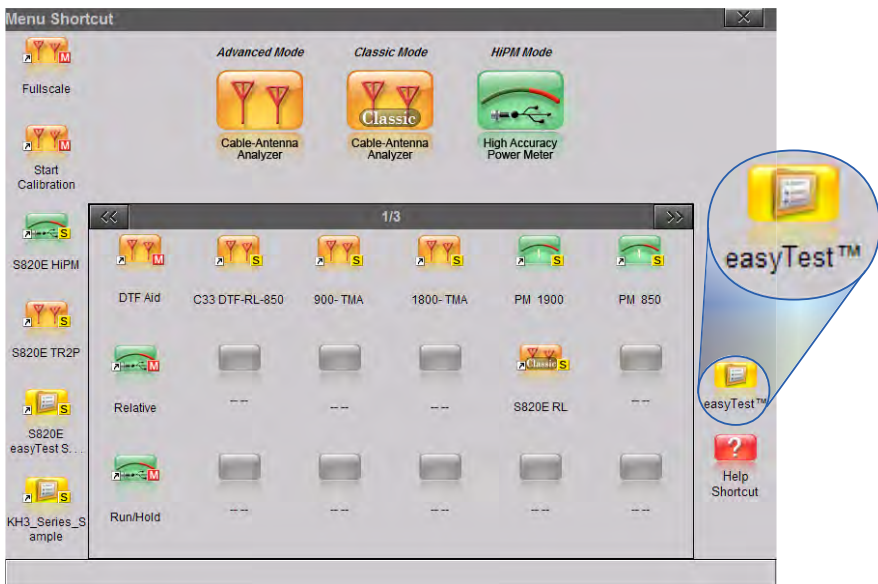 Menu Shortcut
Advanced Mode
Classic Mode
HiPM Mode
Classic
Cable-Antenna
Analyzer
Cable-Antenna
Analyzer
High Accuracy
Power Meter
M
Fullscale
M
Start
Calibration
S
S820E HiPM
S
S820E TR2P
S
S820E
easyTest S. . .
S
KH3_Series_S
ample
<<
1/3
>>
M
DTF Aid
S
C33 DTF-RL-850
S
900- TMA
S
1800- TMA
S
PM 1900
S
PM 850
M
Relative
-- --
-- --
-- --
Classic S
S820E RL
-- --
M
Run/Hold
-- --
-- --
-- --
-- --
-- --
easyTest™
easyTest™
?
Help
Shortcut